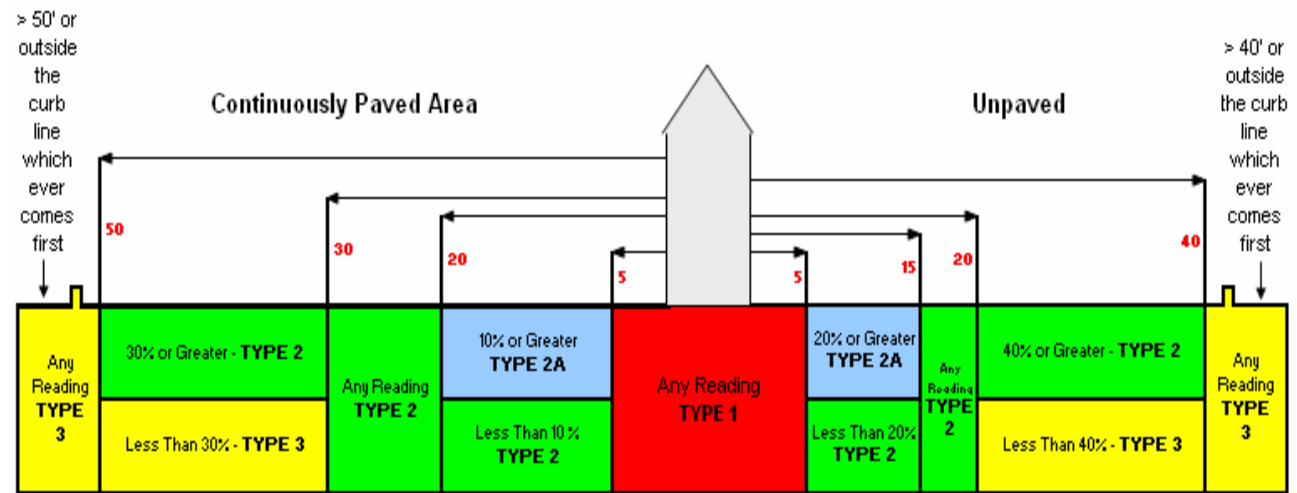 > 50' or
outside
the
curb
line
which
ever
comes
first
Continuously Paved Area
Unpaved
> 40' or
outside
the curb
line
which
ever
comes
first
50
30
20
5
5
15
20
40
Any
Reading
TYPE
3
30% or Greater - TYPE 2
Less Than 30% - TYPE 3
Any Reading
TYPE 2
10% or Greater
TYPE 2A
Less Than 10 %
TYPE 2
Any Reading
TYPE 1
20% or Greater
TYPE 2A
Less Than 20%
TYPE 2
Any
Reading
TYPE
2
40% or Greater - TYPE 2
Less Than 40% - TYPE 3
Any
Reading
TYPE
3